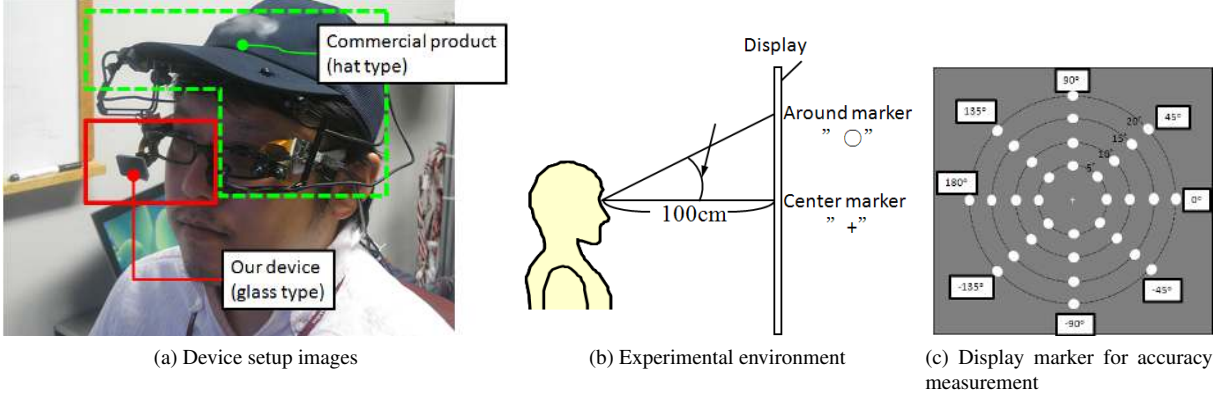 Commercial product
(hat type)
Our device
(glass type)
(a) Device setup images
Display
Around marker
” ○”
100cm
Center marker
” +”
(b) Experimental environment
90°
135°
45°
20°
15°
10°
5°
180°
0°
-135°
-45°
-90°
(c) Display marker for accuracy
measurement